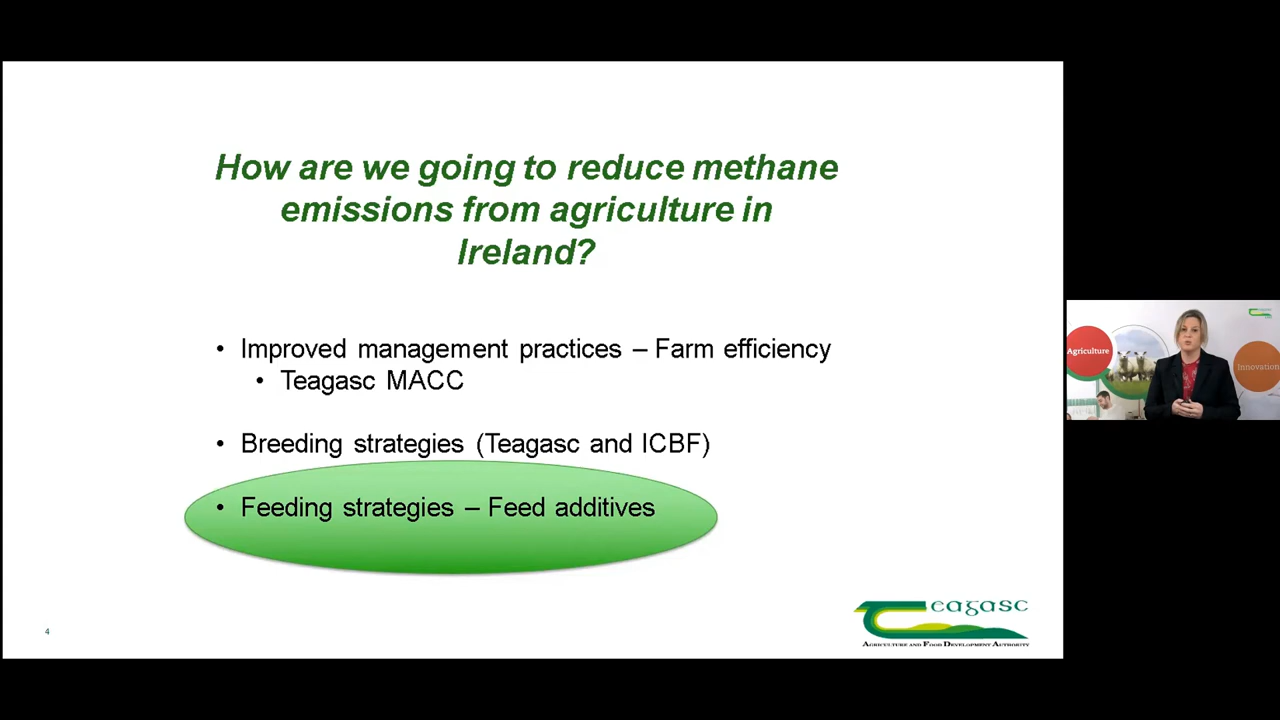 How are we going to reduce methane
emissions from agriculture in
Ireland?
• Improved management practices – Farm efficiency
• Teagasc MACC
• Breeding strategies (Teagasc and ICBF)
• Feeding strategies – Feed additives
4
Teagasc
AGRICULTURE AND FOOD DEVELOPMENT AUTHORITY
Agriculture
Innovation